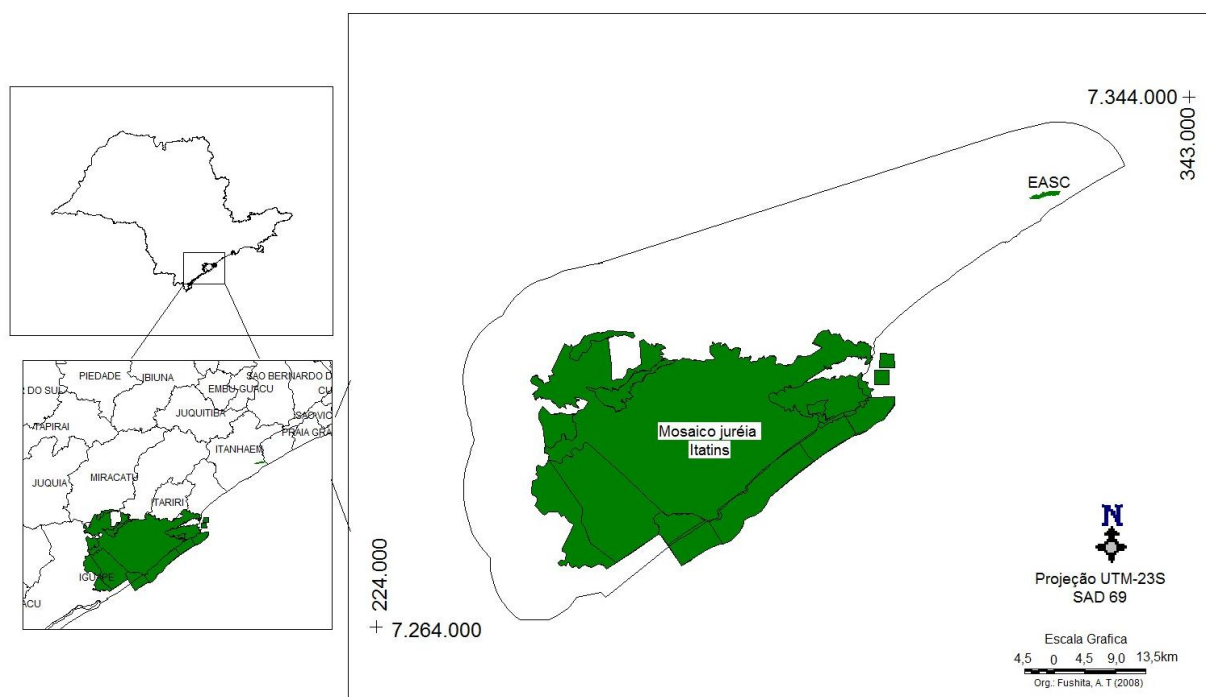 PIEDADE
IBIUNA
SAO BERNARDO D
R DO SUL
EMBU-GUACU
CU
TAPIRAI
JUQUITIBA
SAO VIC
PRAIA GRA
ITANHAEM
JUQUIA
MIRACATU
ITARIRI
IGUAPE
ACU
7.344.000
343.000
EASC
Mosaico juréia
Itatins
224.000
7.264.000
N
Projeção UTM-23S
SAD 69
Escala Grafica
4,5 0 4,5 9,0 13,5km
Org.: Fushita, A. T (2008)